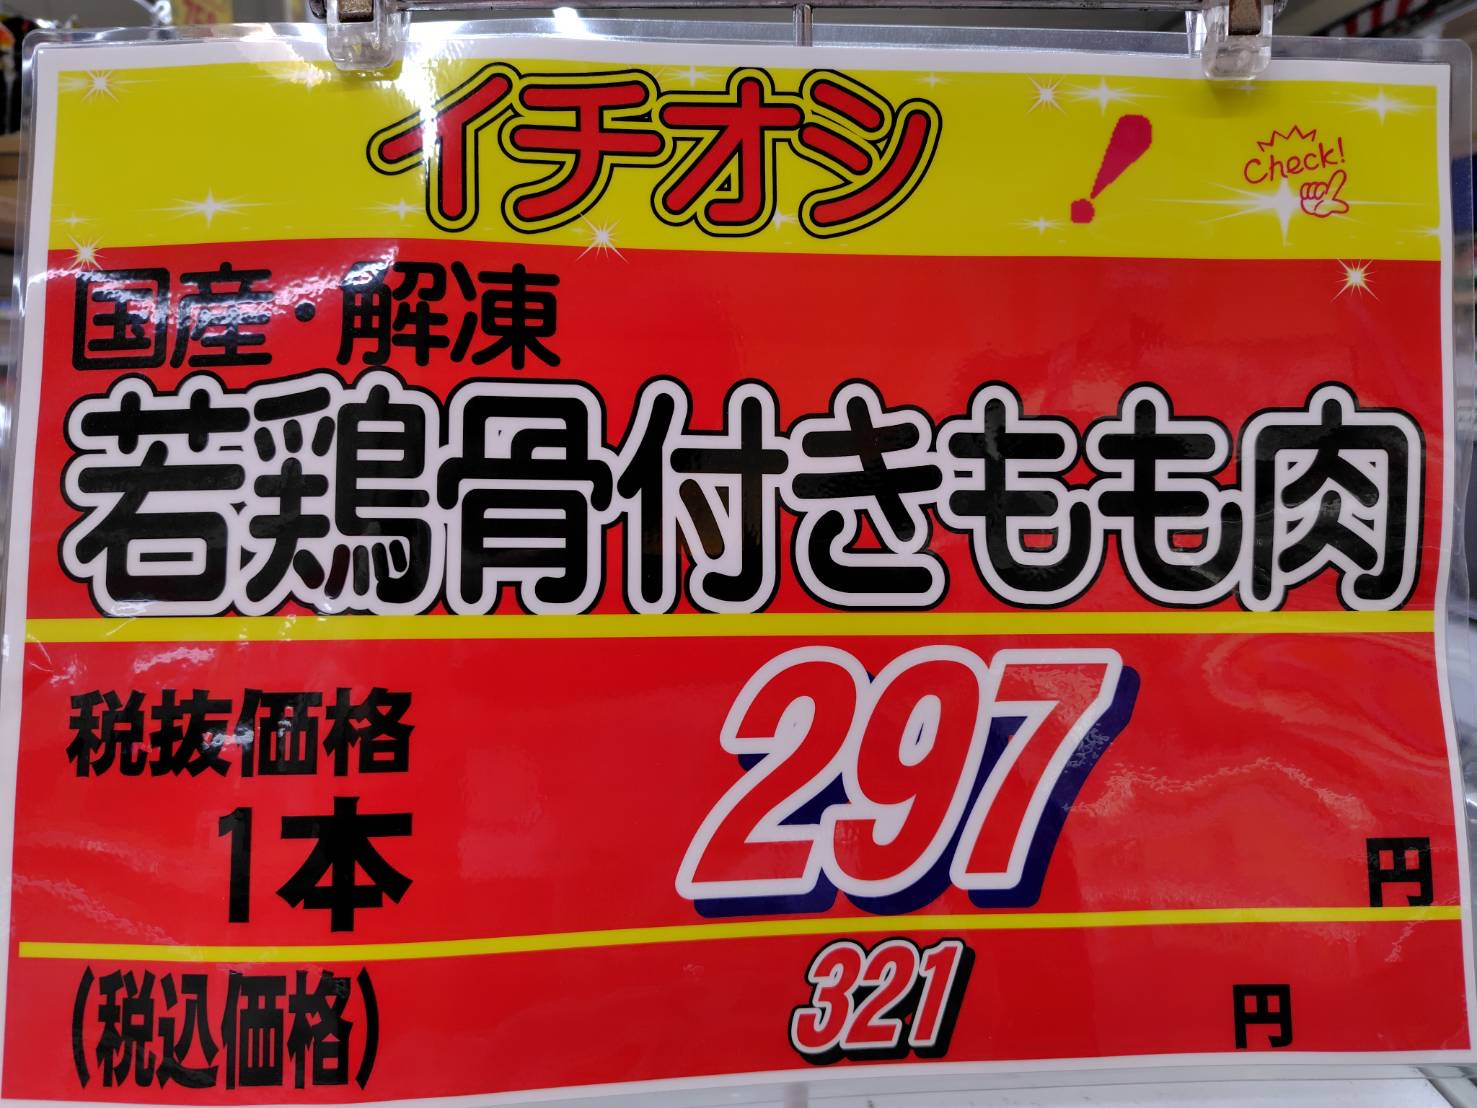 イチオシ ! Check!
国産・解凍
若鶏骨付きもも肉
税抜価格
1本 297 円
(税込価格) 321 円